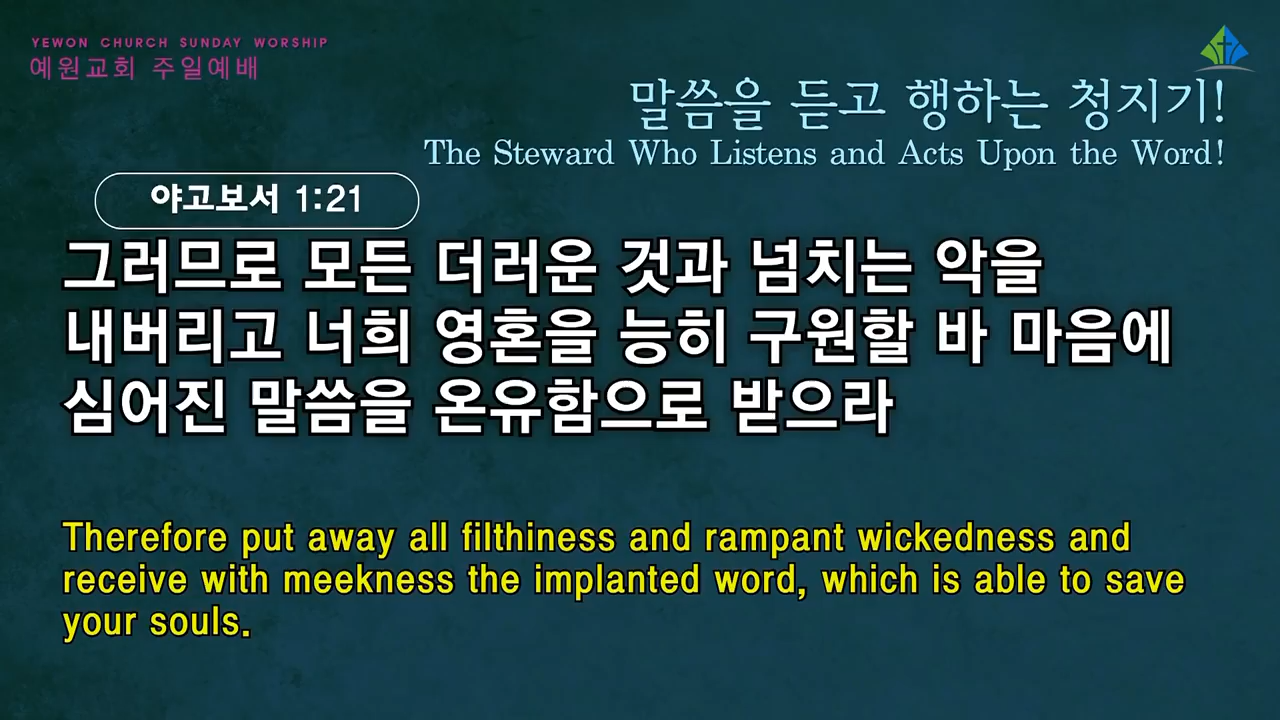 YEWON CHURCH SUNDAY WORSHIP
예원교회 주일예배
말씀을 듣고 행하는 청지기!
The Steward Who Listens and Acts Upon the Word!
야고보서 1:21
그러므로 모든 더러운 것과 넘치는 악을
내버리고 너희 영혼을 능히 구원할 바 마음에
심어진 말씀을 온유함으로 받으라
Therefore put away all filthiness and rampant wickedness and
receive with meekness the implanted word, which is able to save
your souls.